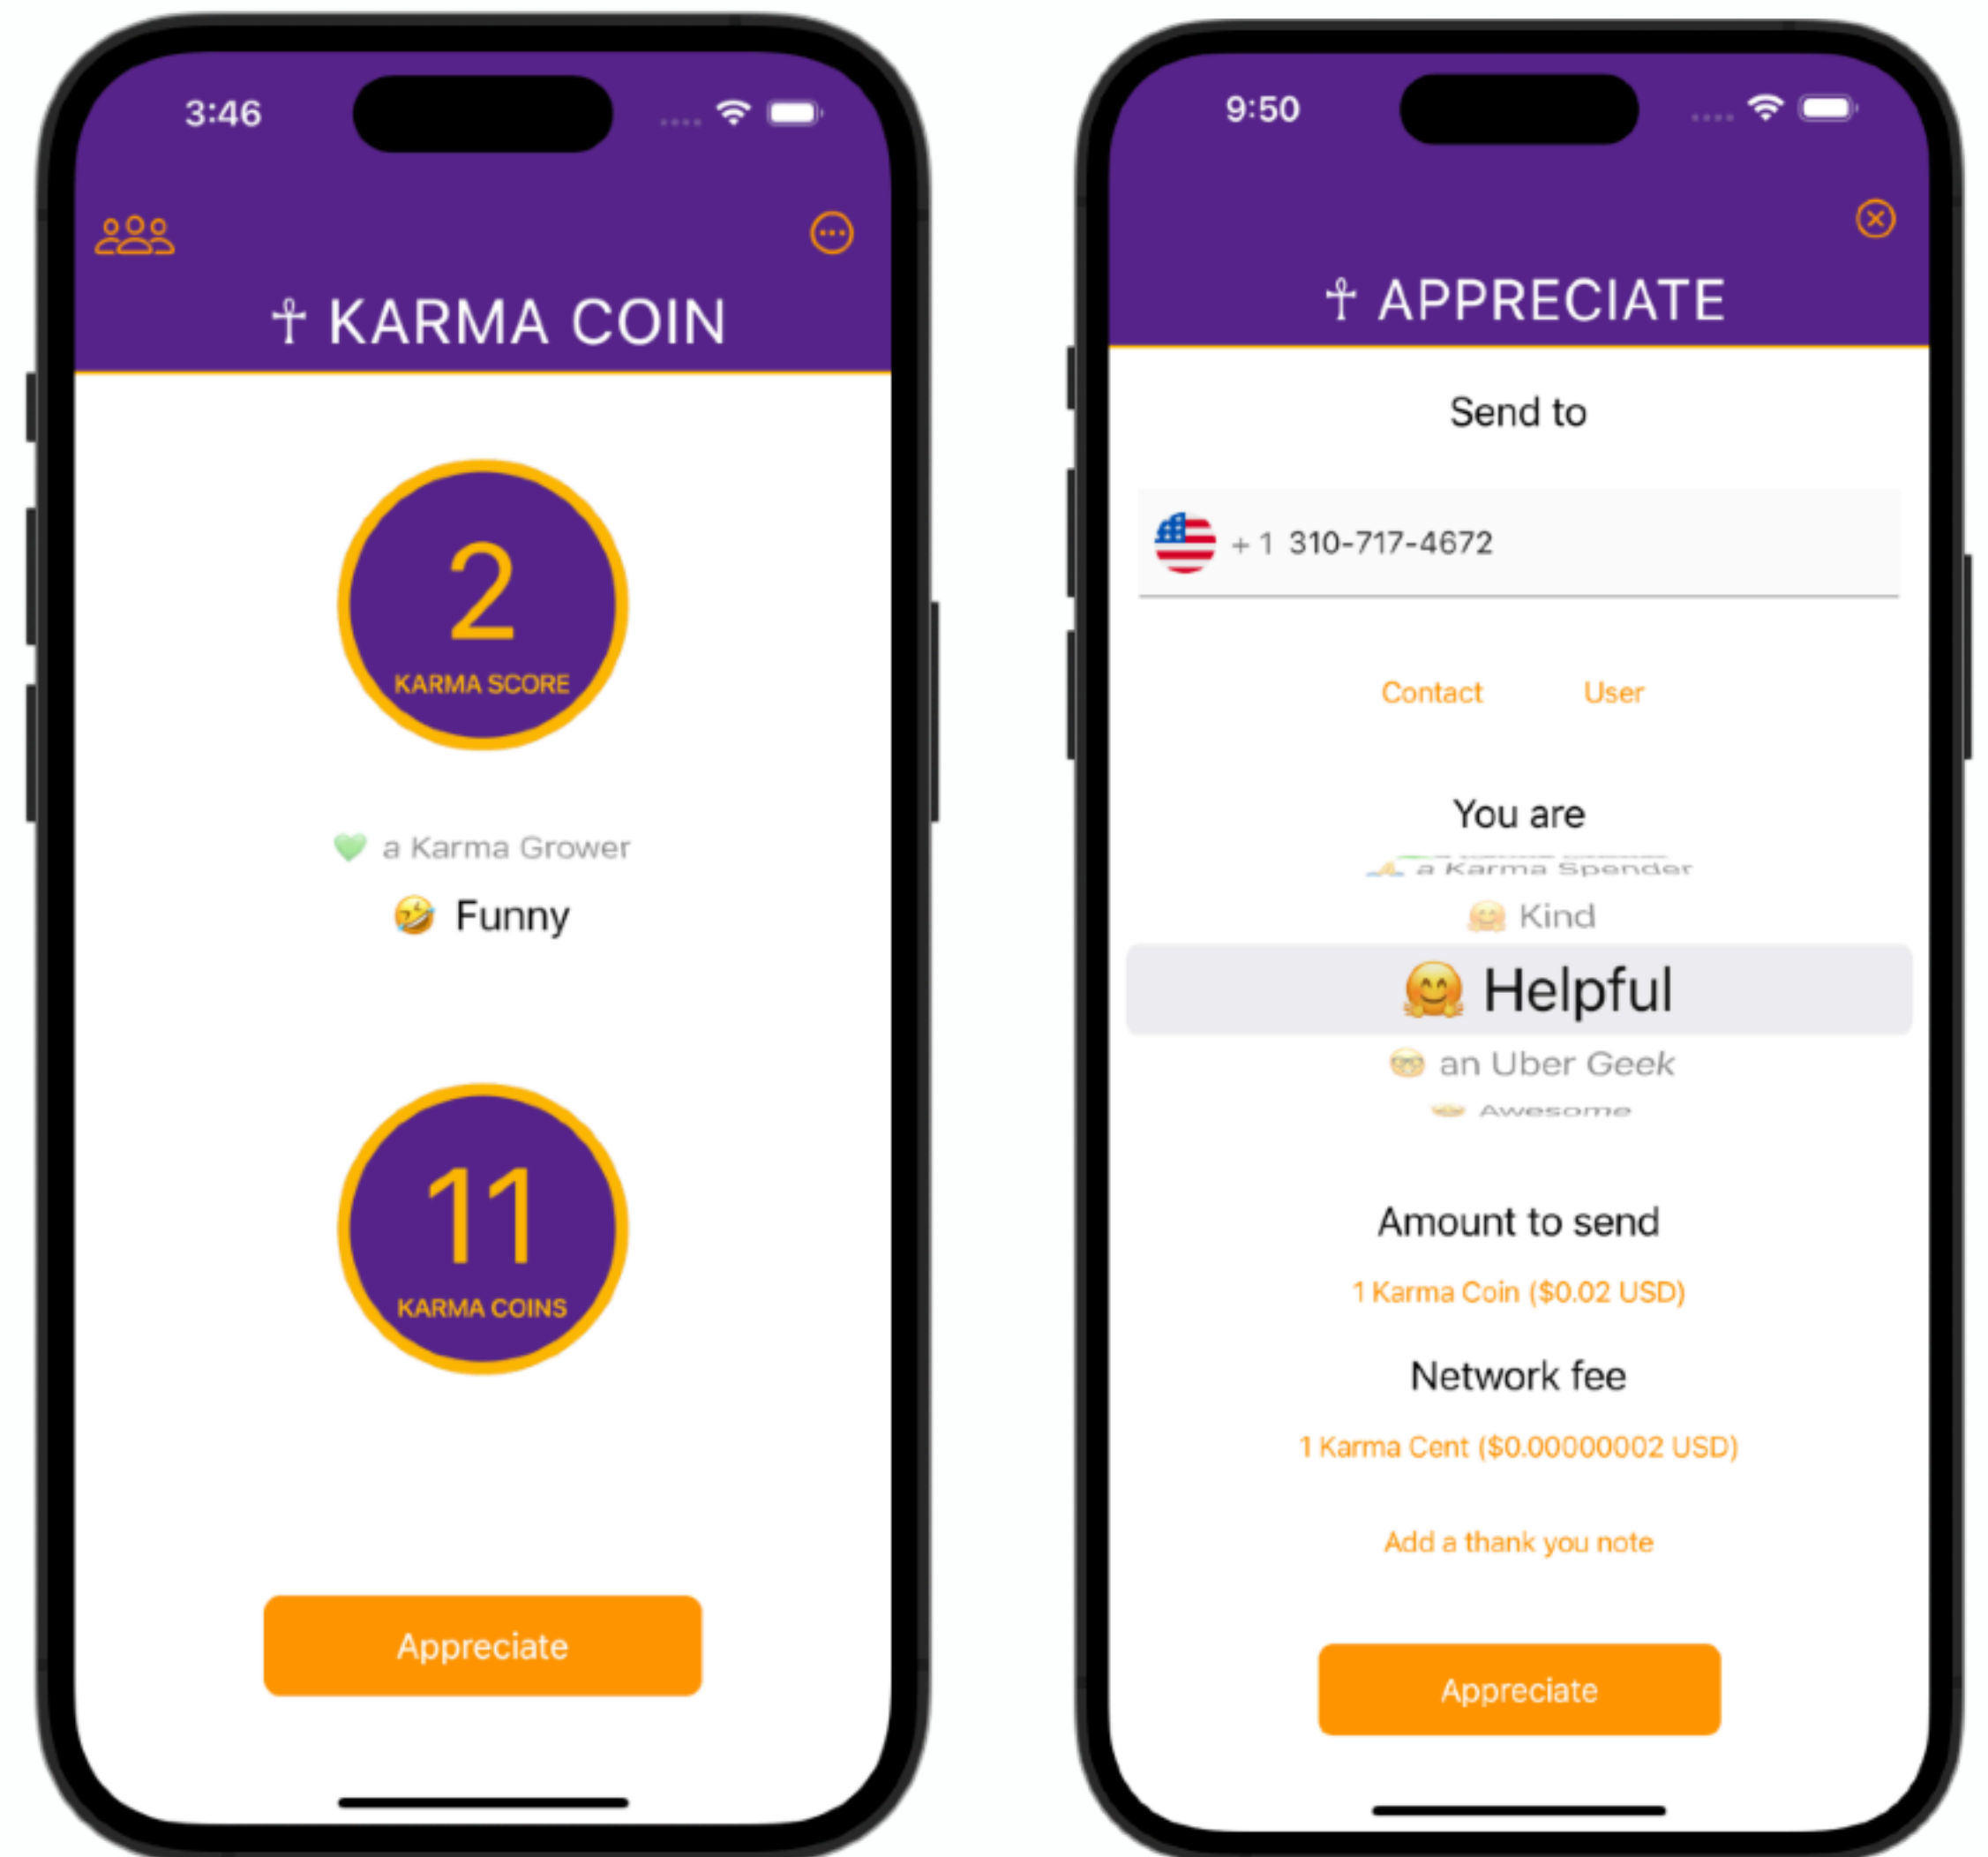 3:46
☥ KARMA COIN
2
KARMA SCORE
💚 a Karma Grower
🤣 Funny
11
KARMA COINS
Appreciate
9:50
☥ APPRECIATE
Send to
+ 1 310-717-4672
Contact User
You are
a Karma Spender
🤗 Kind
🤗 Helpful
🤓 an Uber Geek
Awesome
Amount to send
1 Karma Coin ($0.02 USD)
Network fee
1 Karma Cent ($0.00000002 USD)
Add a thank you note
Appreciate